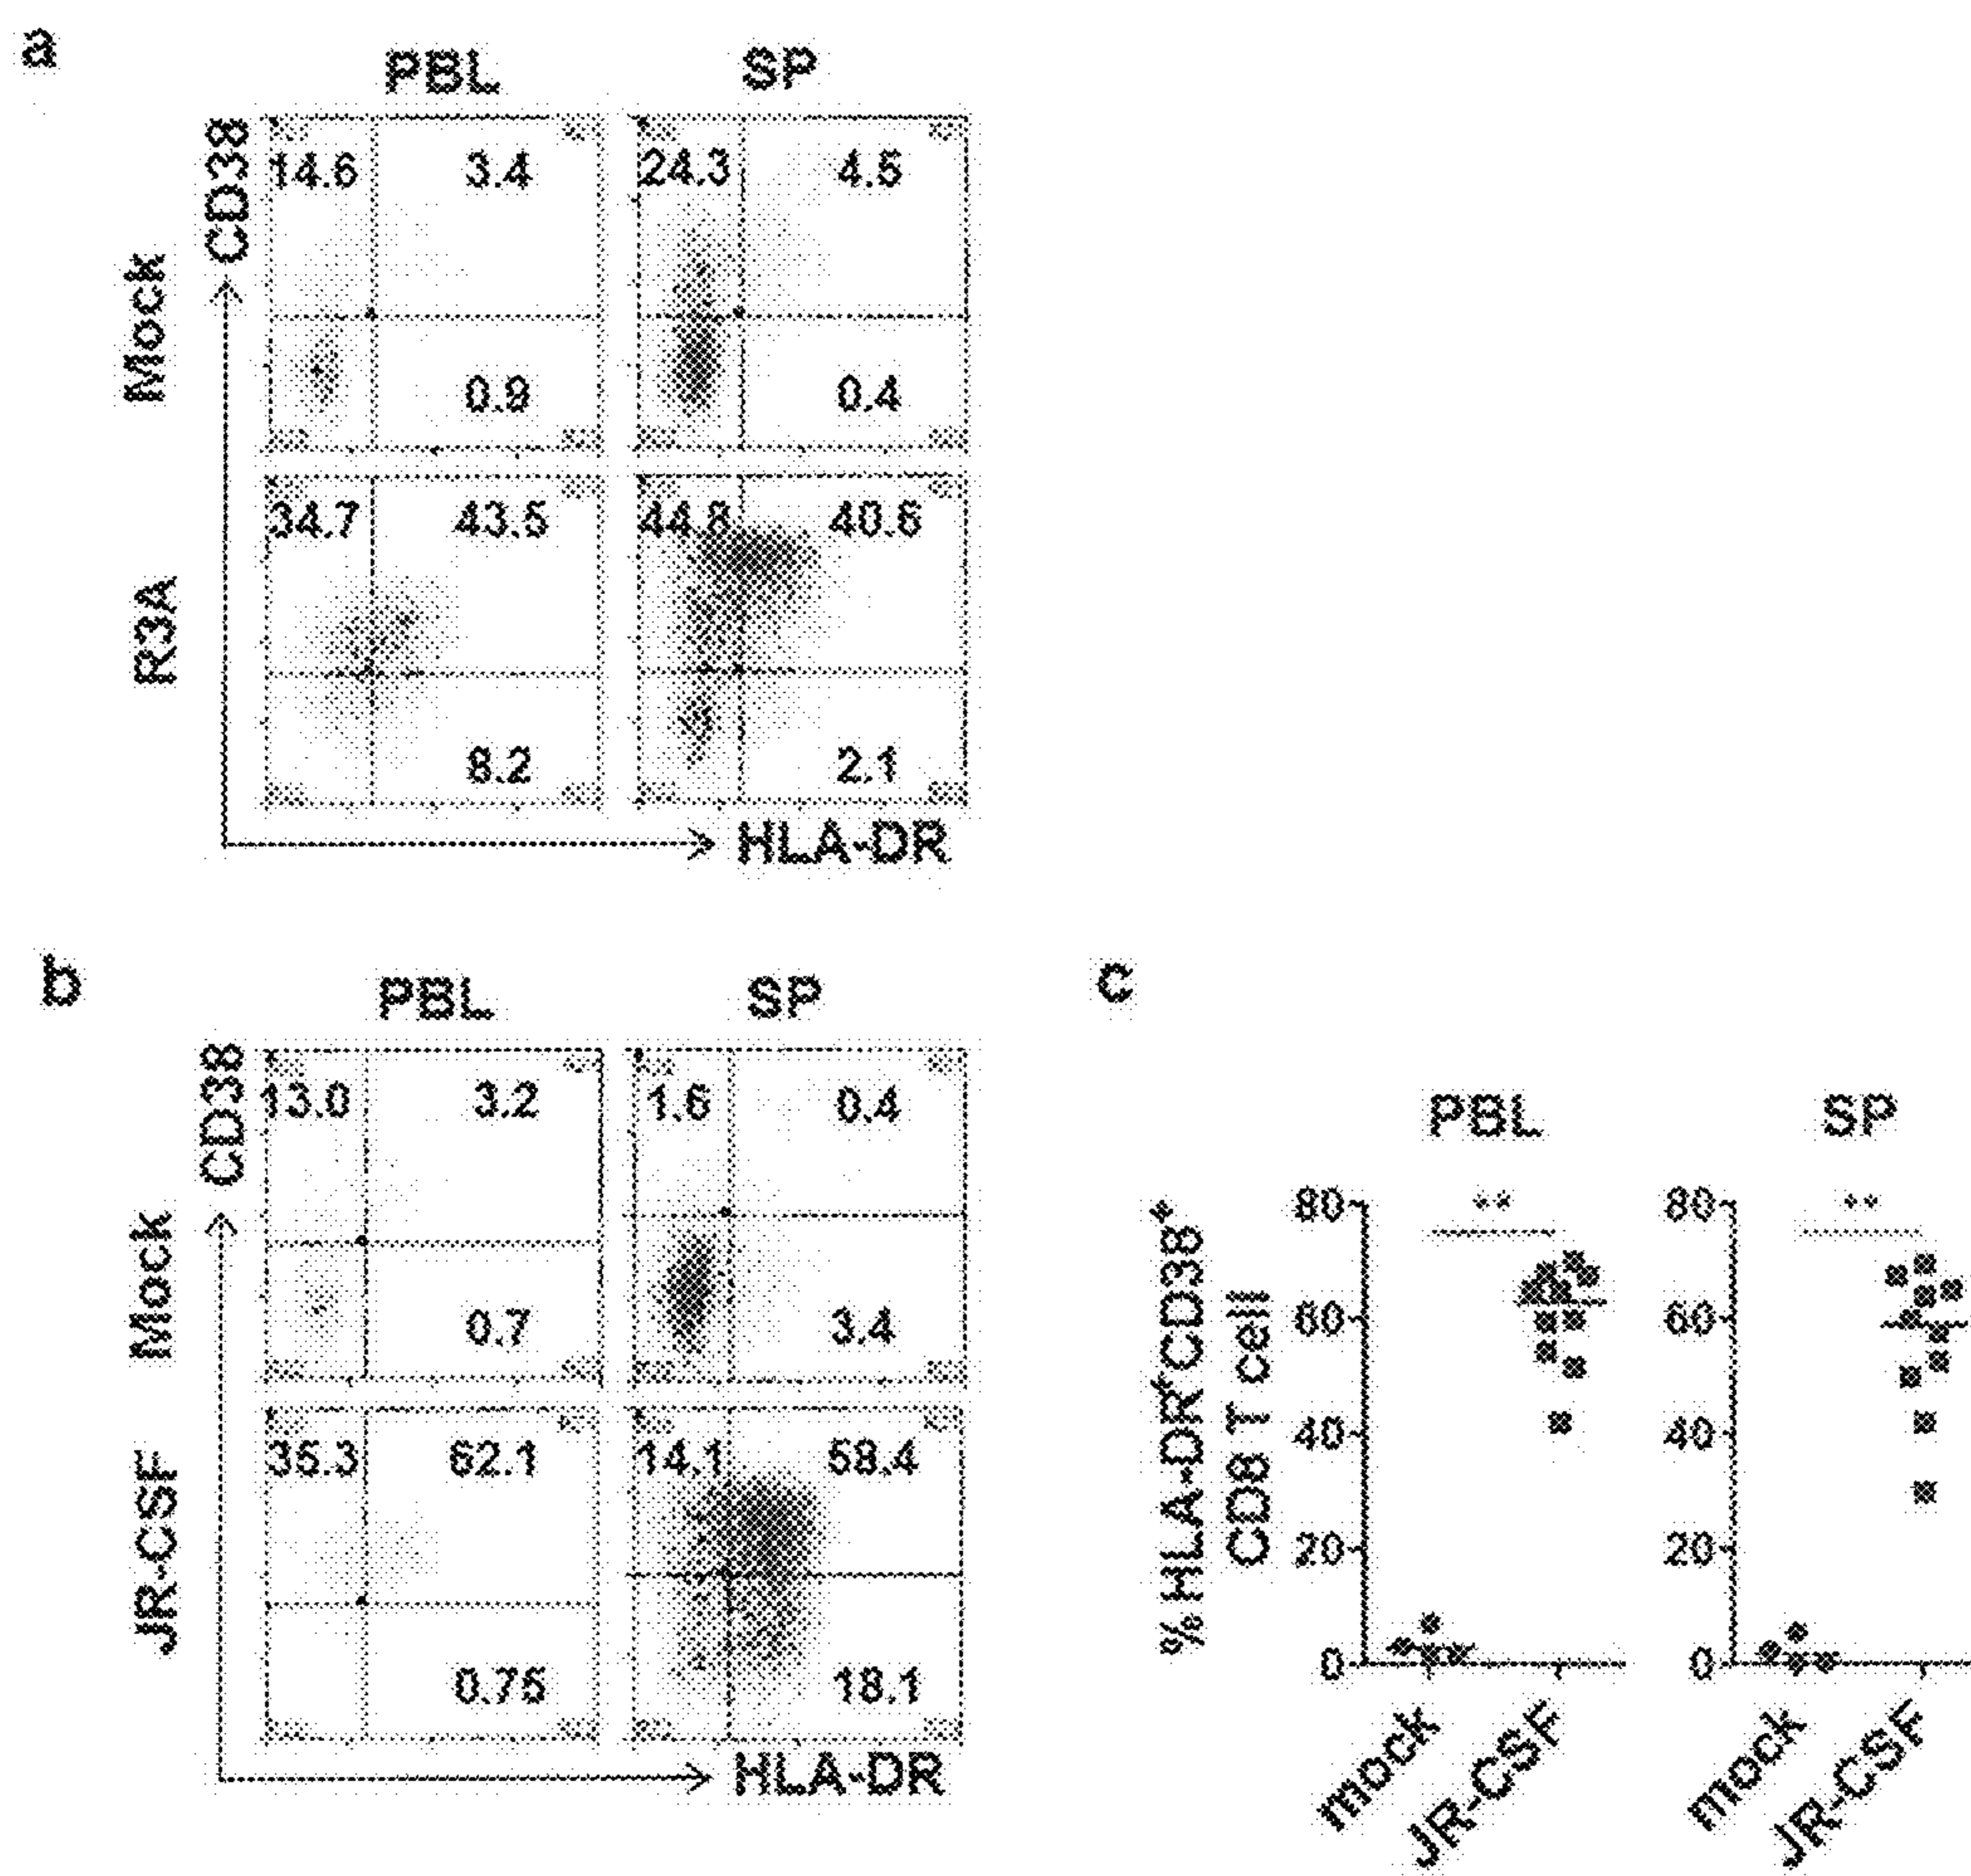 a
PBL SP
CD38
Mock
14.6 3.4 24.3 4.5
0.9 0.4
R3A
34.7 43.5 44.8 40.6
8.2 2.1
HLA-DR
b
PBL SP
CD38
Mock
13.0 3.2 1.6 0.4
0.7 3.4
JR-CSF
35.3 62.1 14.1 59.4
0.75 18.1
HLA-DR
c
PBL SP
% HLA-DR+CD38+
CD8 T cell
** **
80 80
60 60
40 40
20 20
0 0
mock JR-CSF mock JR-CSF